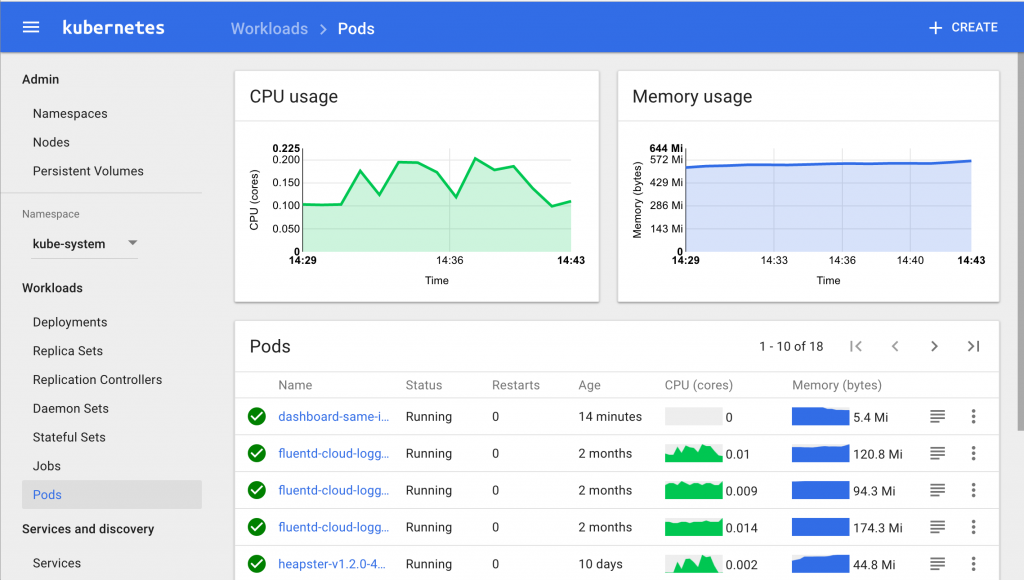 kubernetes Workloads > Pods + CREATE
Admin
Namespaces
Nodes
Persistent Volumes
Namespace
kube-system
Workloads
Deployments
Replica Sets
Replication Controllers
Daemon Sets
Stateful Sets
Jobs
Pods
Services and discovery
Services
CPU usage
CPU (cores)
0.225
0.200
0.150
0.100
0.050
0
14:29 14:36 14:43
Time
Memory usage
Memory (bytes)
644 Mi
572 Mi
429 Mi
286 Mi
143 Mi
0
14:29 14:33 14:36 14:40 14:43
Time
Pods 1 - 10 of 18
Name Status Restarts Age CPU (cores) Memory (bytes)
dashboard-same-i... Running 0 14 minutes 0 5.4 Mi
fluentd-cloud-logg... Running 0 2 months 0.01 120.8 Mi
fluentd-cloud-logg... Running 0 2 months 0.009 94.3 Mi
fluentd-cloud-logg... Running 0 2 months 0.014 174.3 Mi
heapster-v1.2.0-4... Running 0 10 days 0.002 44.8 Mi